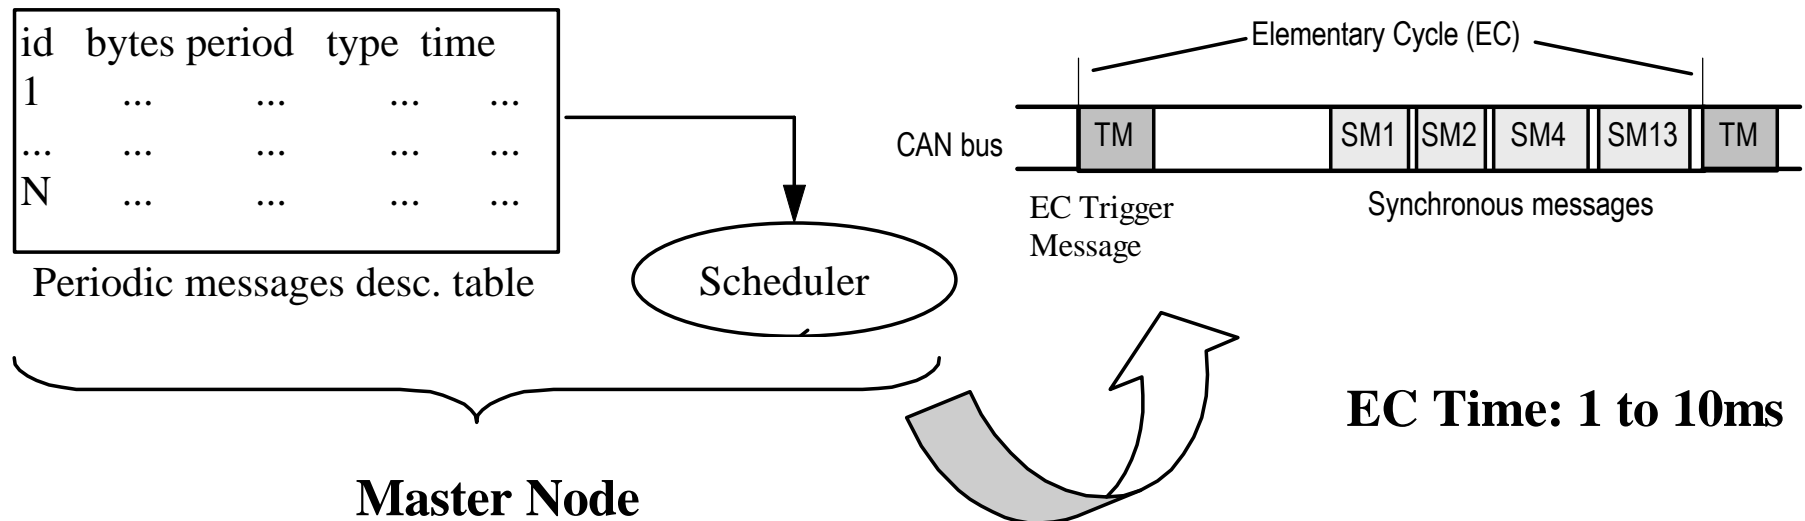 id bytes period type time
1 ... ... ... ...
... ... ... ... ...
N ... ... ... ...
Periodic messages desc. table
Scheduler
Master Node
Elementary Cycle (EC)
CAN bus
TM SM1 SM2 SM4 SM13 TM
EC Trigger
Message
Synchronous messages
EC Time: 1 to 10ms